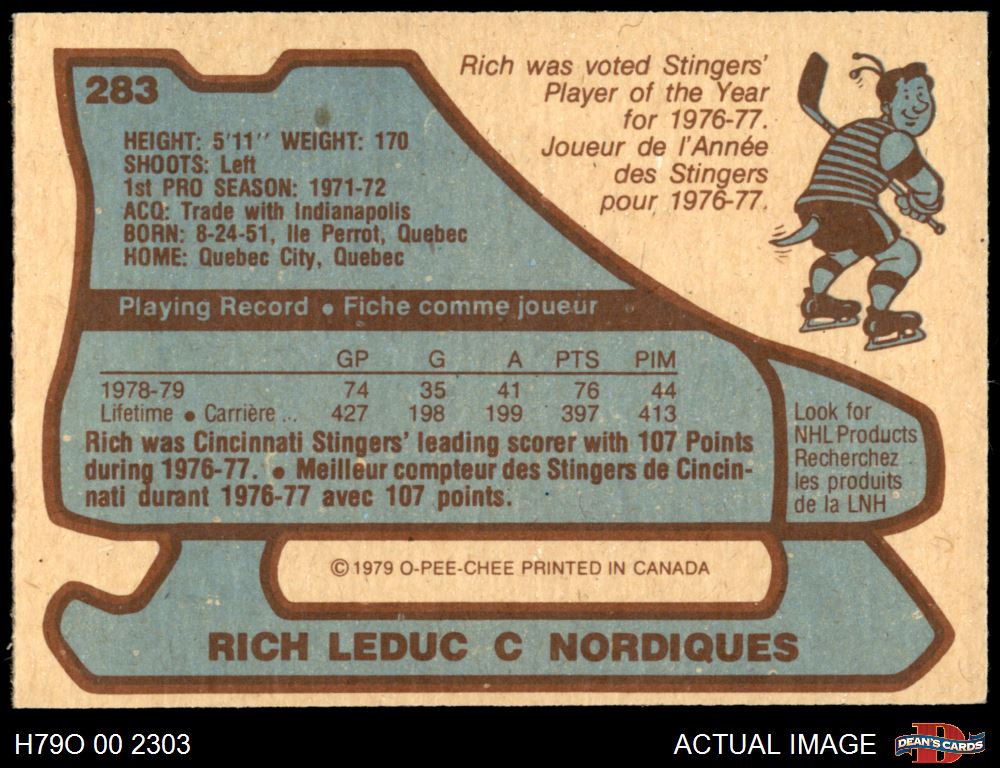 283
HEIGHT: 5'11" WEIGHT: 170
SHOOTS: Left
1st PRO SEASON: 1971-72
ACQ: Trade with Indianapolis
BORN: 8-24-51, Ile Perrot, Quebec
HOME: Quebec City, Quebec
Rich was voted Stingers'
Player of the Year
for 1976-77.
Joueur de l'Année
des Stingers
pour 1976-77.
Playing Record ● Fiche comme joueur
GP G A PTS PIM
1978-79 74 35 41 76 44
Lifetime ● Carrière ... 427 198 199 397 413
Rich was Cincinnati Stingers' leading scorer with 107 Points
during 1976-77. ● Meilleur compteur des Stingers de Cincin-
nati durant 1976-77 avec 107 points.
Look for
NHL Products
Recherchez
les produits
de la LNH
©1979 O-PEE-CHEE PRINTED IN CANADA
RICH LEDUC C NORDIQUES
H79O 00 2303
ACTUAL IMAGE
D
DEAN'S CARDS